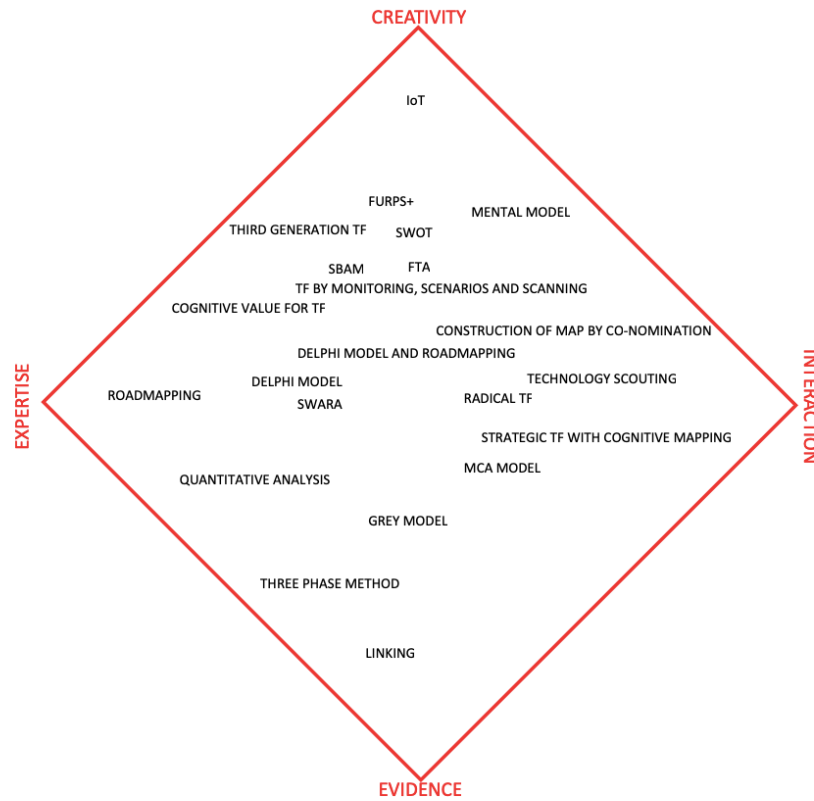 CREATIVITY
IoT
FURPS+
MENTAL MODEL
THIRD GENERATION TF
SWOT
SBAM
FTA
TF BY MONITORING, SCENARIOS AND SCANNING
COGNITIVE VALUE FOR TF
CONSTRUCTION OF MAP BY CO-NOMINATION
DELPHI MODEL AND ROADMAPPING
DELPHI MODEL
TECHNOLOGY SCOUTING
ROADMAPPING
RADICAL TF
SWARA
EXPERTISE
INTERACTION
STRATEGIC TF WITH COGNITIVE MAPPING
MCA MODEL
QUANTITATIVE ANALYSIS
GREY MODEL
THREE PHASE METHOD
LINKING
EVIDENCE